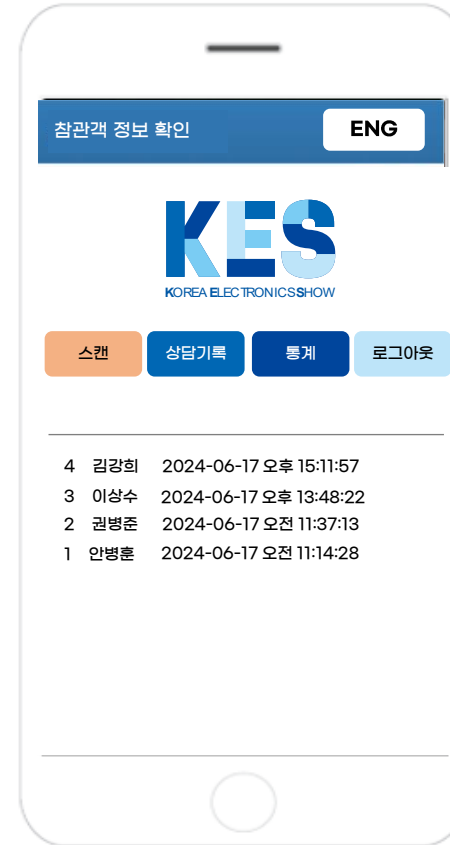 참관객 정보 확인 ENG
KES
KOREA ELECTRONICS SHOW
스캔 상담기록 통계 로그아웃
4 김강희 2024-06-17 오후 15:11:57
3 이상수 2024-06-17 오후 13:48:22
2 권병준 2024-06-17 오전 11:37:13
1 안병훈 2024-06-17 오전 11:14:28